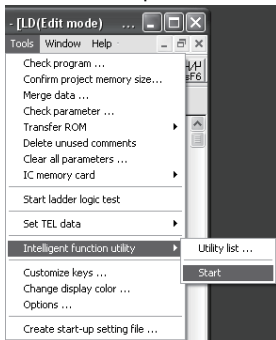 - [LD(Edit mode) ...
Tools Window Help
sF6
Check program ...
Confirm project memory size...
Merge data ...
Check parameter ...
Transfer ROM
Delete unused comments
Clear all parameters ...
IC memory card
Start ladder logic test
Set TEL data
Intelligent function utility
Utility list ...
Start
Customize keys ...
Change display color ...
Options ...
Create start-up setting file ...